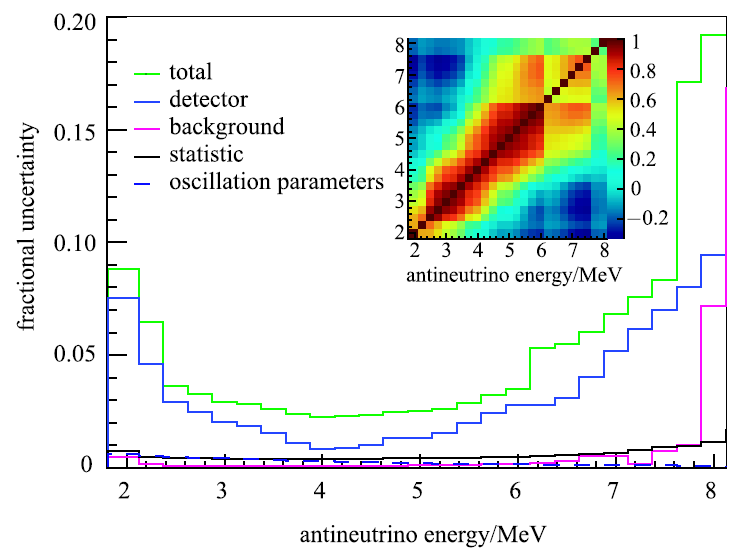 0.20
0.15
0.10
0.05
0
fractional uncertainty
total
detector
background
statistic
oscillation parameters
8
7
6
5
4
3
2
2 3 4 5 6 7 8
antineutrino energy/MeV
1
0.8
0.6
0.4
0.2
0
−0.2
2 3 4 5 6 7 8
antineutrino energy/MeV